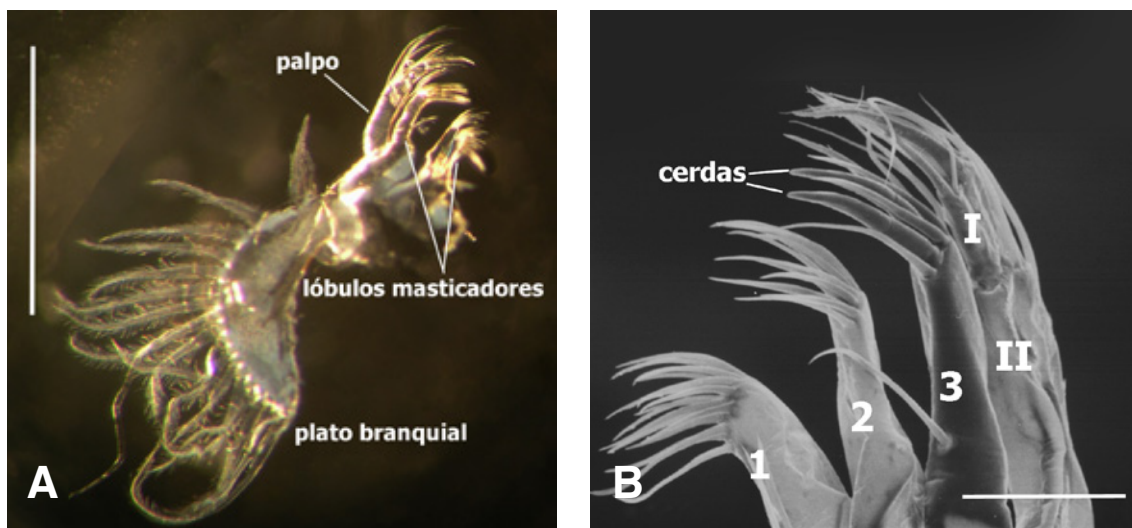 palpo
lóbulos masticadores
plato branquial
A
cerdas
I
II
3
2
1
B